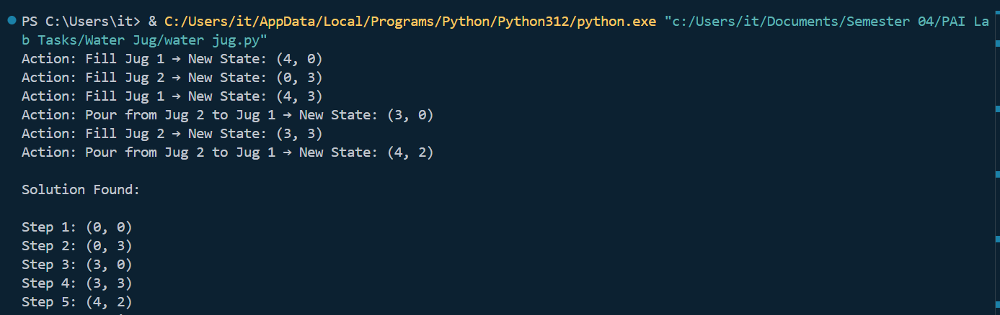 PS C:\Users\it> & C:/Users/it/AppData/Local/Programs/Python/Python312/python.exe "c:/Users/it/Documents/Semester 04/PAI La
b Tasks/Water Jug/water jug.py"
Action: Fill Jug 1 → New State: (4, 0)
Action: Fill Jug 2 → New State: (0, 3)
Action: Fill Jug 1 → New State: (4, 3)
Action: Pour from Jug 2 to Jug 1 → New State: (3, 0)
Action: Fill Jug 2 → New State: (3, 3)
Action: Pour from Jug 2 to Jug 1 → New State: (4, 2)

Solution Found:

Step 1: (0, 0)
Step 2: (0, 3)
Step 3: (3, 0)
Step 4: (3, 3)
Step 5: (4, 2)